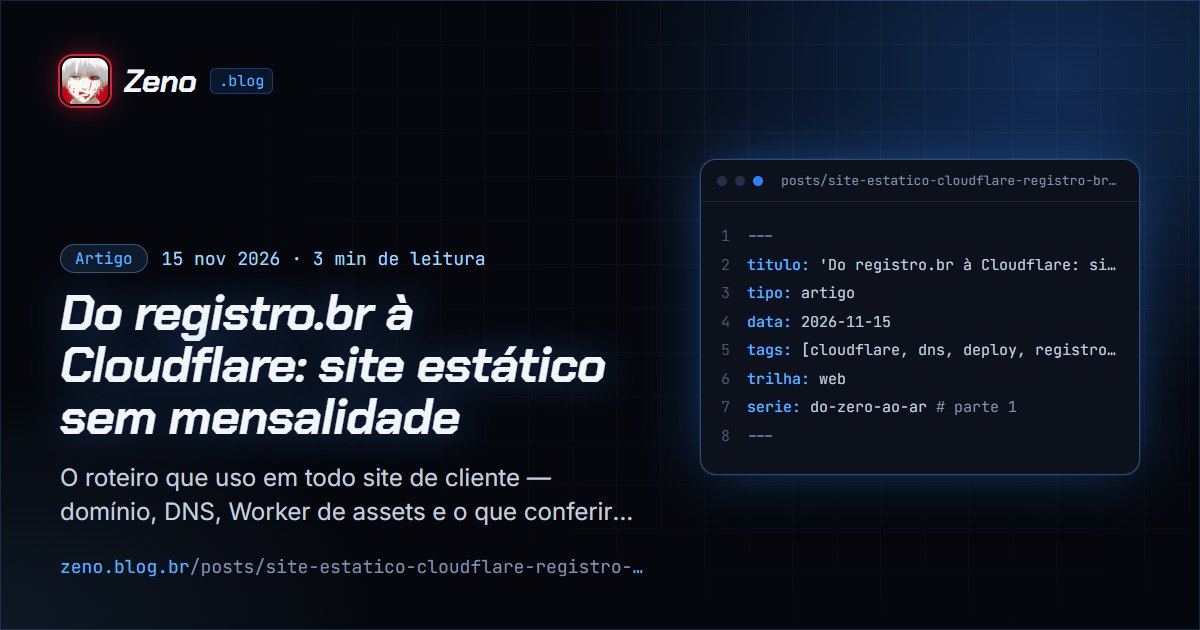 Zeno .blog
Artigo 15 nov 2026 · 3 min de leitura
Do registro.br à
Cloudflare: site estático
sem mensalidade
O roteiro que uso em todo site de cliente —
domínio, DNS, Worker de assets e o que conferir…
zeno.blog.br/posts/site-estatico-cloudflare-registro-…
posts/site-estatico-cloudflare-registro-br…
1 ---
2 titulo: 'Do registro.br à Cloudflare: si…
3 tipo: artigo
4 data: 2026-11-15
5 tags: [cloudflare, dns, deploy, registro…
6 trilha: web
7 serie: do-zero-ao-ar # parte 1
8 ---